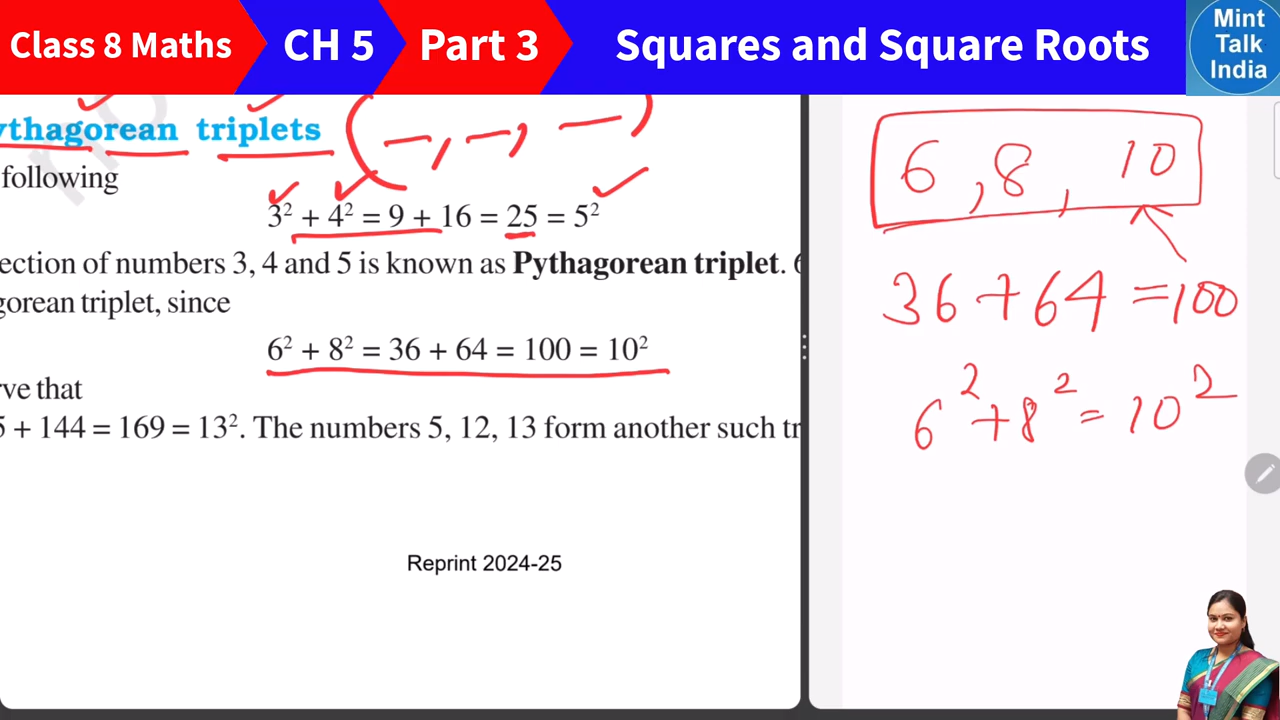 Class 8 Maths CH 5 Part 3 Squares and Square Roots
Mint
Talk
India
triplets (–, –, –)
following
3² + 4² = 9 + 16 = 25 = 5²
ection of numbers 3, 4 and 5 is known as Pythagorean triplet. 6
gorean triplet, since
6² + 8² = 36 + 64 = 100 = 10²
ve that
5 + 144 = 169 = 13². The numbers 5, 12, 13 form another such tr
Reprint 2024-25
6, 8, 10
36 + 64 = 100
6² + 8² = 10²